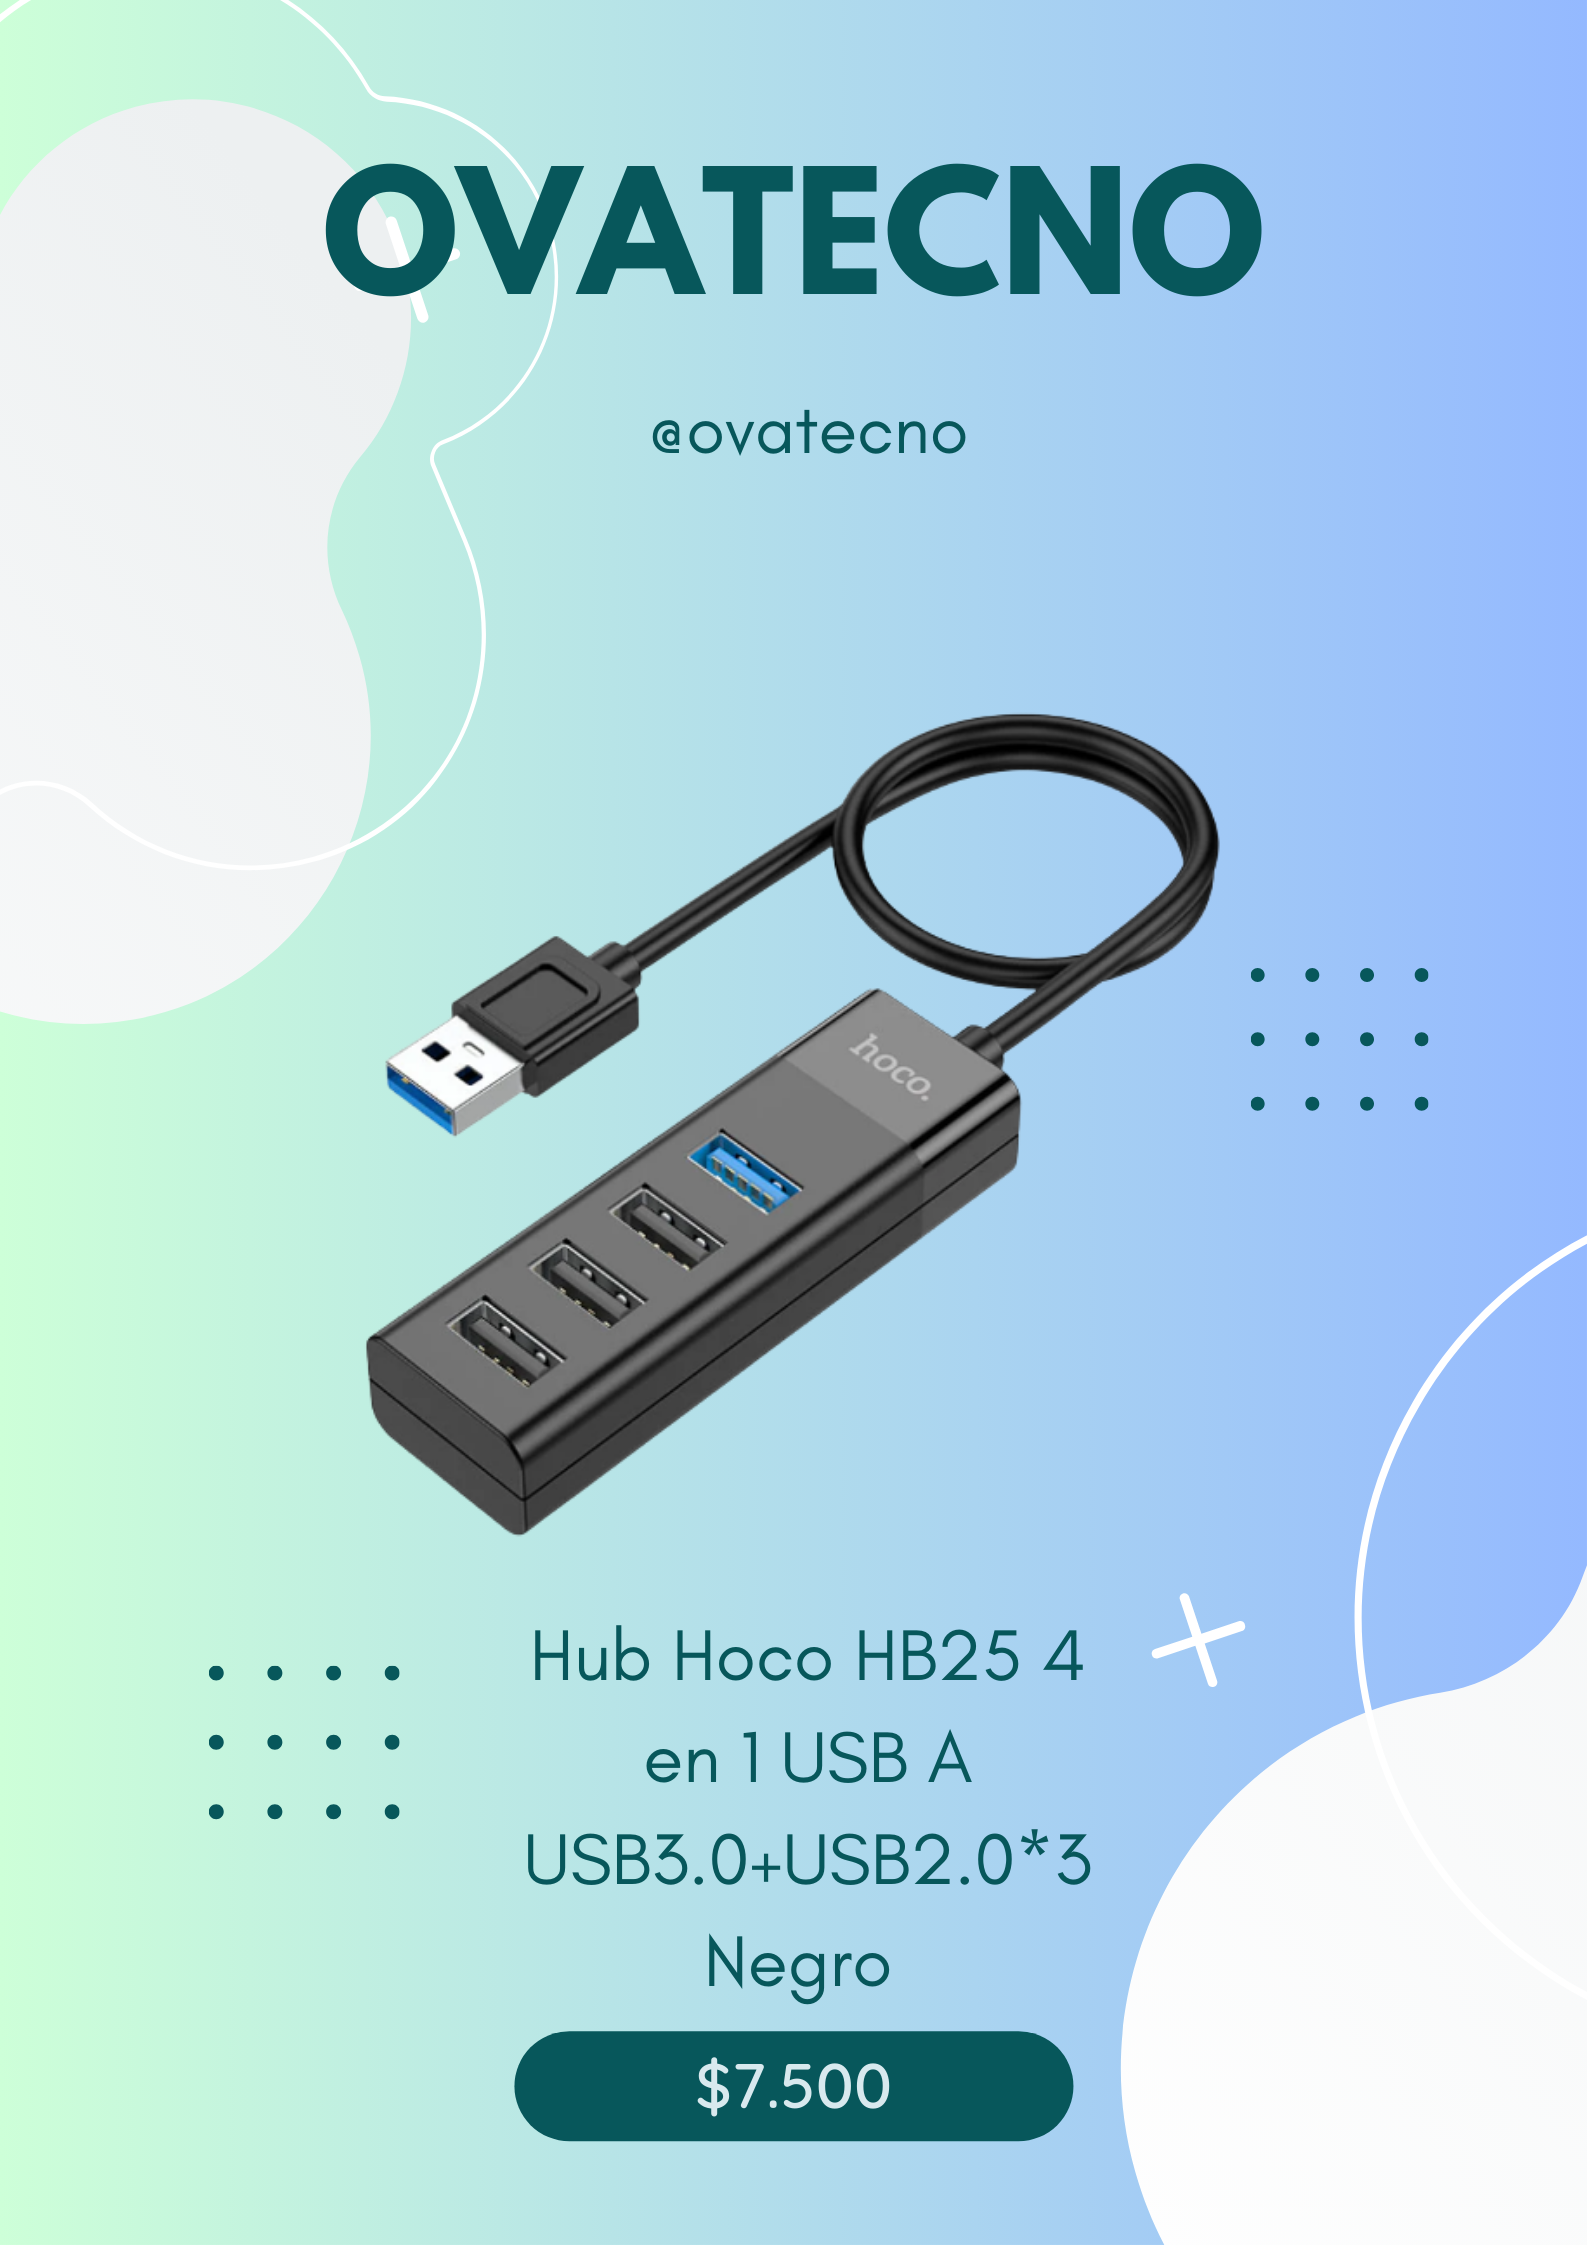 OVATECNO
@ovatecno
hoco.
Hub Hoco HB25 4
en 1 USB A
USB3.0+USB2.0*3
Negro
$7.500